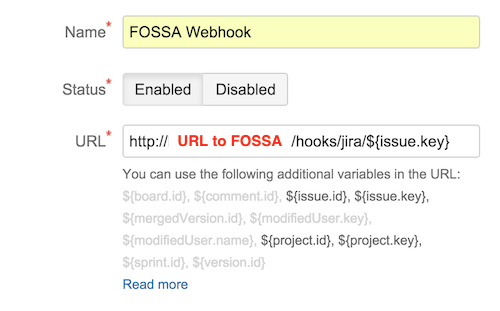 Name* FOSSA Webhook
Status* Enabled Disabled
URL* http:// URL to FOSSA /hooks/jira/${issue.key}
You can use the following additional variables in the URL:
${board.id}, ${comment.id}, ${issue.id}, ${issue.key},
${mergedVersion.id}, ${modifiedUser.key},
${modifiedUser.name}, ${project.id}, ${project.key},
${sprint.id}, ${version.id}
Read more